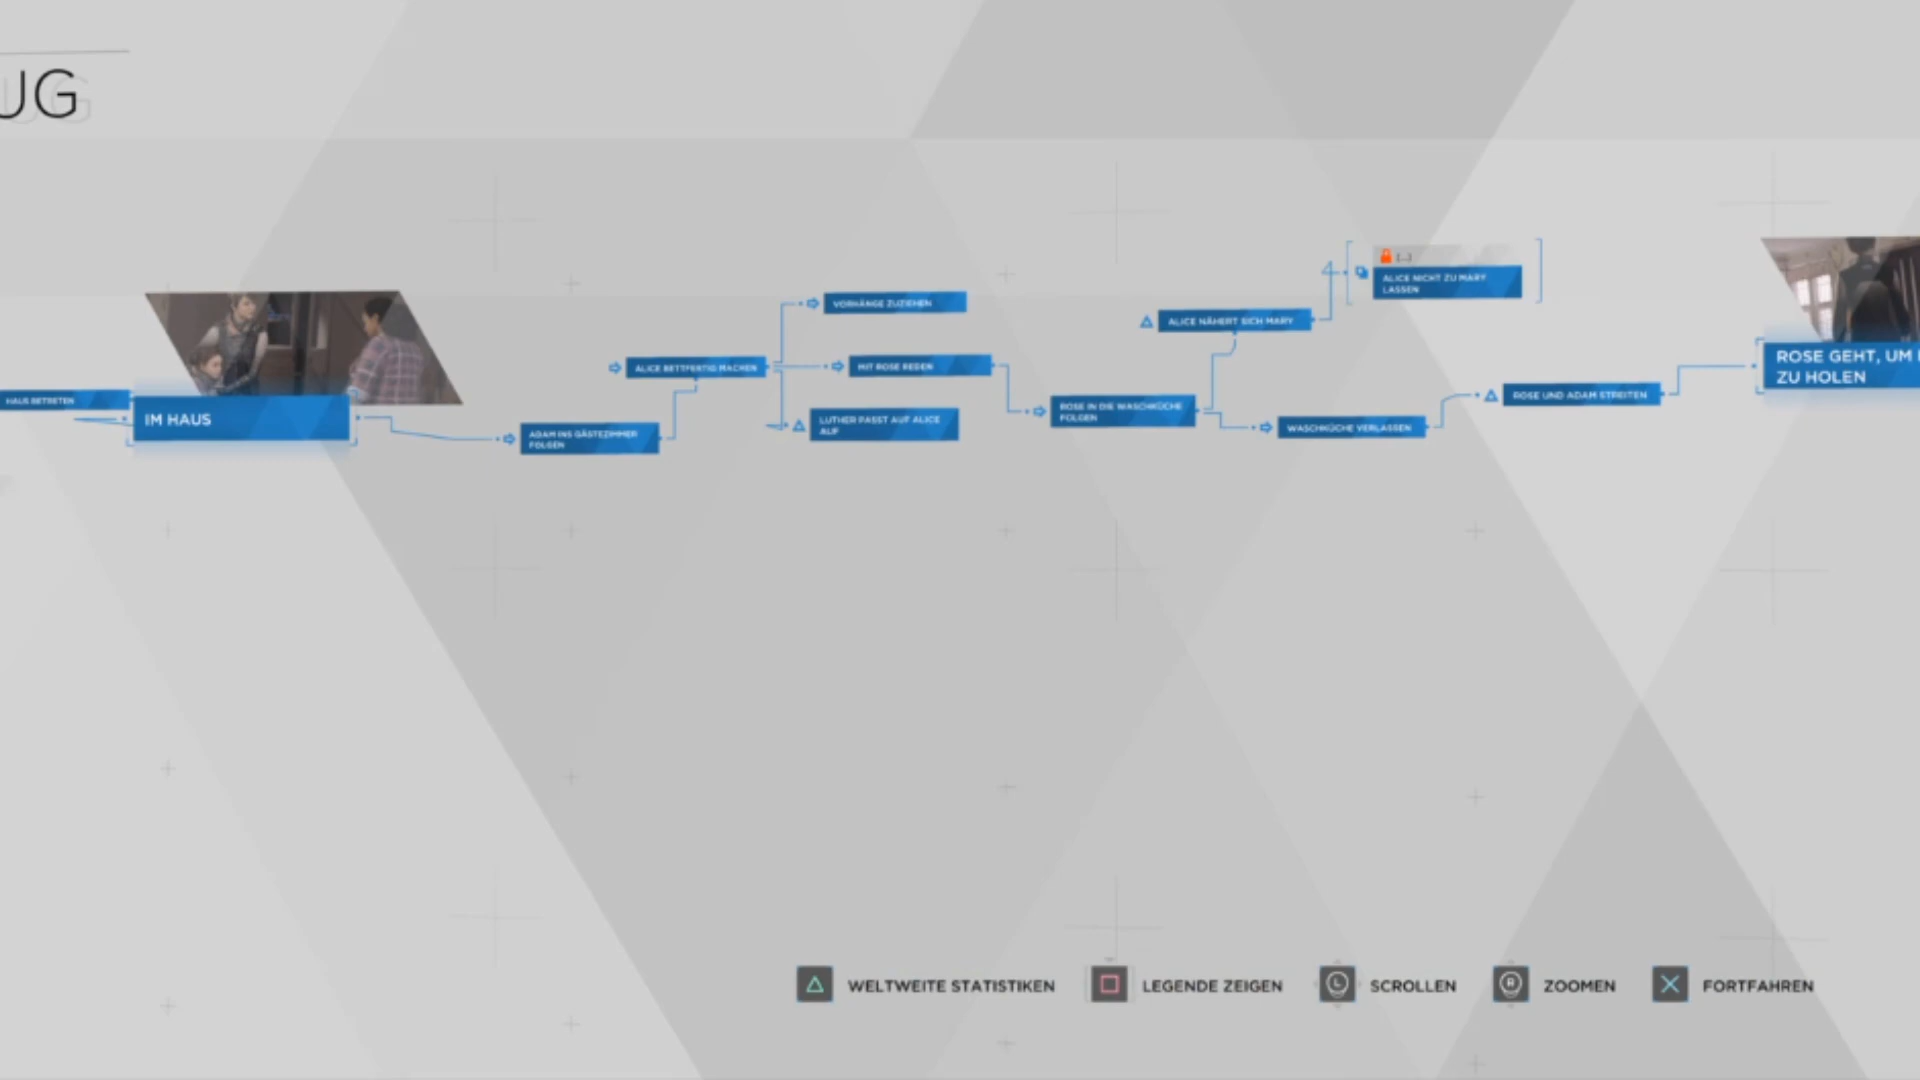 UG
HAUS BETRETEN
IM HAUS
ADAM INS GÄSTEZIMMER
FOLGEN
ALICE BETTFERTIG MACHEN
VORHÄNGE ZUZIEHEN
MIT ROSE REDEN
LUTHER PASST AUF ALICE
AUF
ROSE IN DIE WASCHKÜCHE
FOLGEN
ALICE NÄHERT SICH MARY
[...]
ALICE NICHT ZU MARY
LASSEN
WASCHKÜCHE VERLASSEN
ROSE UND ADAM STREITEN
ROSE GEHT, UM
ZU HOLEN
WELTWEITE STATISTIKEN
LEGENDE ZEIGEN
L SCROLLEN
R ZOOMEN
FORTFAHREN